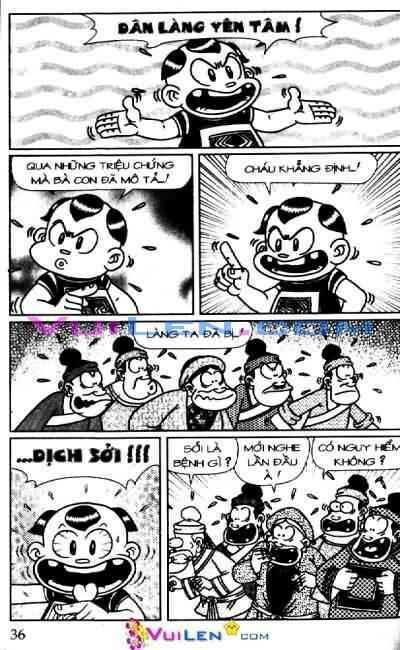 DÂN LÀNG YÊN TÂM!
QUA NHỮNG TRIỆU CHỨNG
MÀ BÀ CON ĐÃ MÔ TẢ...!
CHÁU KHẲNG ĐỊNH...!
VUILEN.COM
LÀNG TA ĐÃ BỊ...
...DỊCH SỞI!!!
SỞI LÀ
BỆNH GÌ?
MỚI NGHE
LẦN ĐẦU
À!
CÓ NGUY HIỂM
KHÔNG?
36
VUILEN.COM